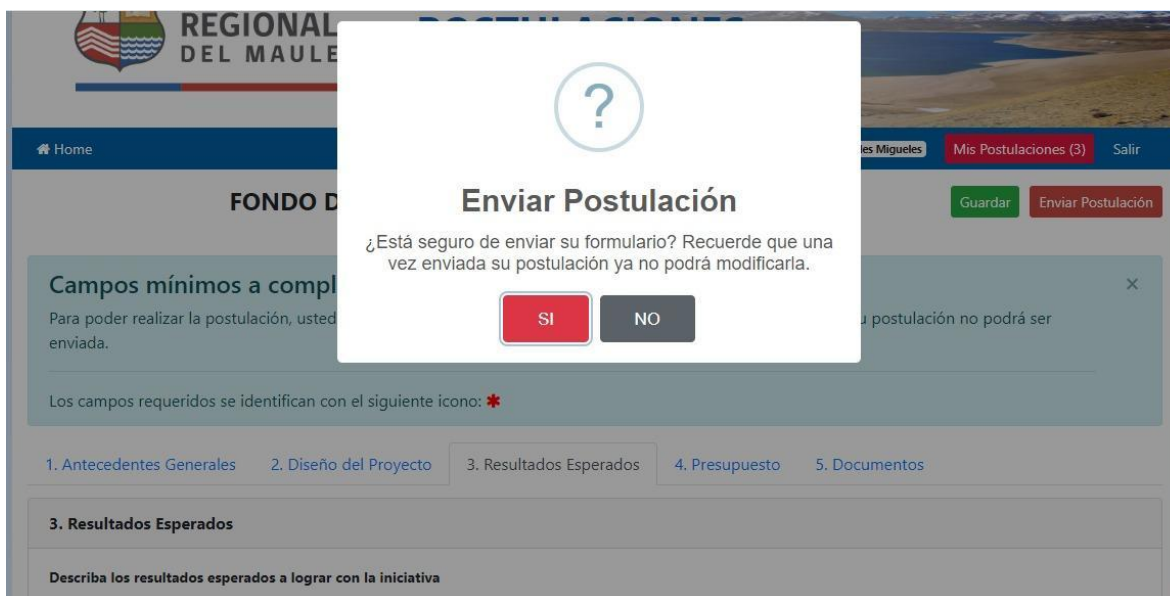 REGIONAL
DEL MAULE
POSTULACIONES
?
Home
les Migueles
Mis Postulaciones (3)
Salir
FONDO D
Enviar Postulación
Guardar
Enviar Postulación
¿Está seguro de enviar su formulario? Recuerde que una
vez enviada su postulación ya no podrá modificarla.
SI
NO
Campos mínimos a compl
×
Para poder realizar la postulación, usted
u postulación no podrá ser
enviada.
Los campos requeridos se identifican con el siguiente icono: ✱
1. Antecedentes Generales
2. Diseño del Proyecto
3. Resultados Esperados
4. Presupuesto
5. Documentos
3. Resultados Esperados
Describa los resultados esperados a lograr con la iniciativa